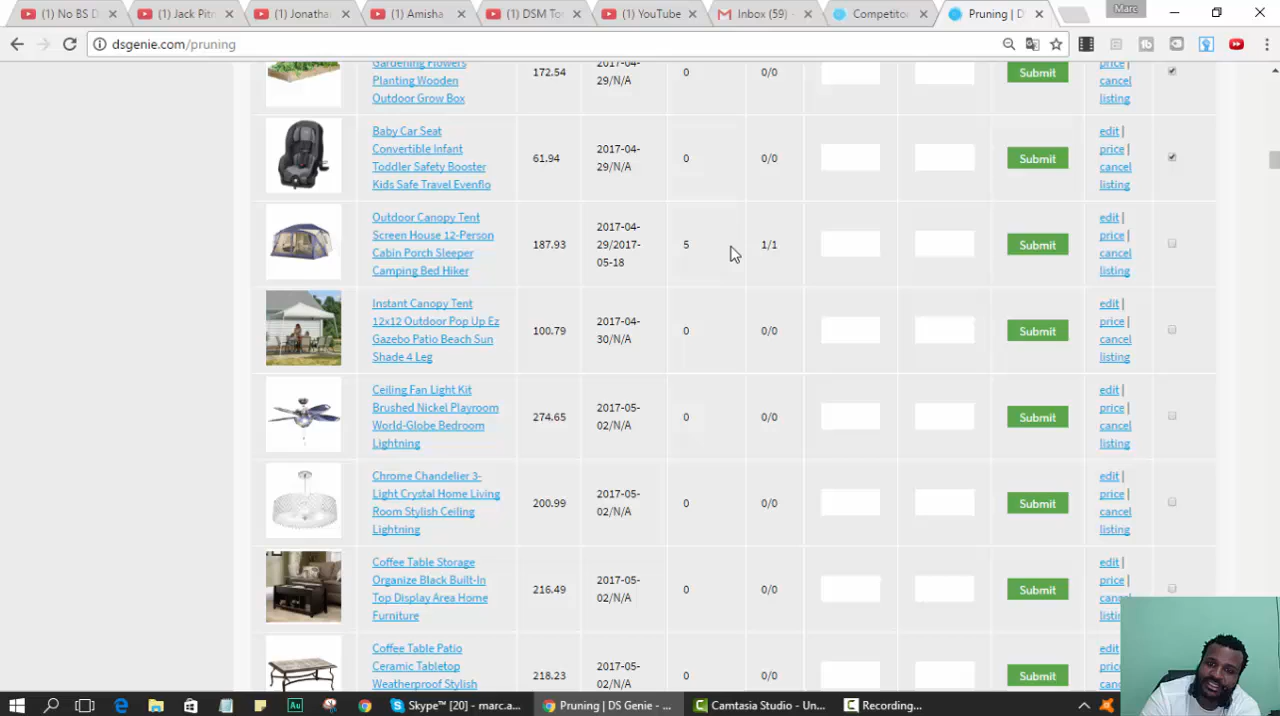 (1) No BS
(1) Jack Pitr
(1) Jonatha
(1) Amisha
(1) DSM To
(1) YouTube
Inbox (59)
Competito
Pruning | D
Marc
dsgenie.com/pruning
Gardening Flowers
Planting Wooden
Outdoor Grow Box
172.54
2017-04-
29/N/A
0
0/0
Submit
price |
cancel
listing
Baby Car Seat
Convertible Infant
Toddler Safety Booster
Kids Safe Travel Evenflo
61.94
2017-04-
29/N/A
0
0/0
Submit
edit |
price |
cancel
listing
Outdoor Canopy Tent
Screen House 12-Person
Cabin Porch Sleeper
Camping Bed Hiker
187.93
2017-04-
29/2017-
05-18
5
1/1
Submit
edit |
price |
cancel
listing
Instant Canopy Tent
12x12 Outdoor Pop Up Ez
Gazebo Patio Beach Sun
Shade 4 Leg
100.79
2017-04-
30/N/A
0
0/0
Submit
edit |
price |
cancel
listing
Ceiling Fan Light Kit
Brushed Nickel Playroom
World-Globe Bedroom
Lightning
274.65
2017-05-
02/N/A
0
0/0
Submit
edit |
price |
cancel
listing
Chrome Chandelier 3-
Light Crystal Home Living
Room Stylish Ceiling
Lightning
200.99
2017-05-
02/N/A
0
0/0
Submit
edit |
price |
cancel
listing
Coffee Table Storage
Organize Black Built-In
Top Display Area Home
Furniture
216.49
2017-05-
02/N/A
0
0/0
Submit
edit |
price |
cance
listi
Coffee Table Patio
Ceramic Tabletop
Weatherproof Stylish
218.23
2017-05-
02/N/A
0
0/0
Submit
edit
pric
canc
Skype™ [20] - marc.a...
Pruning | DS Genie - ...
Camtasia Studio - Un...
Recording...